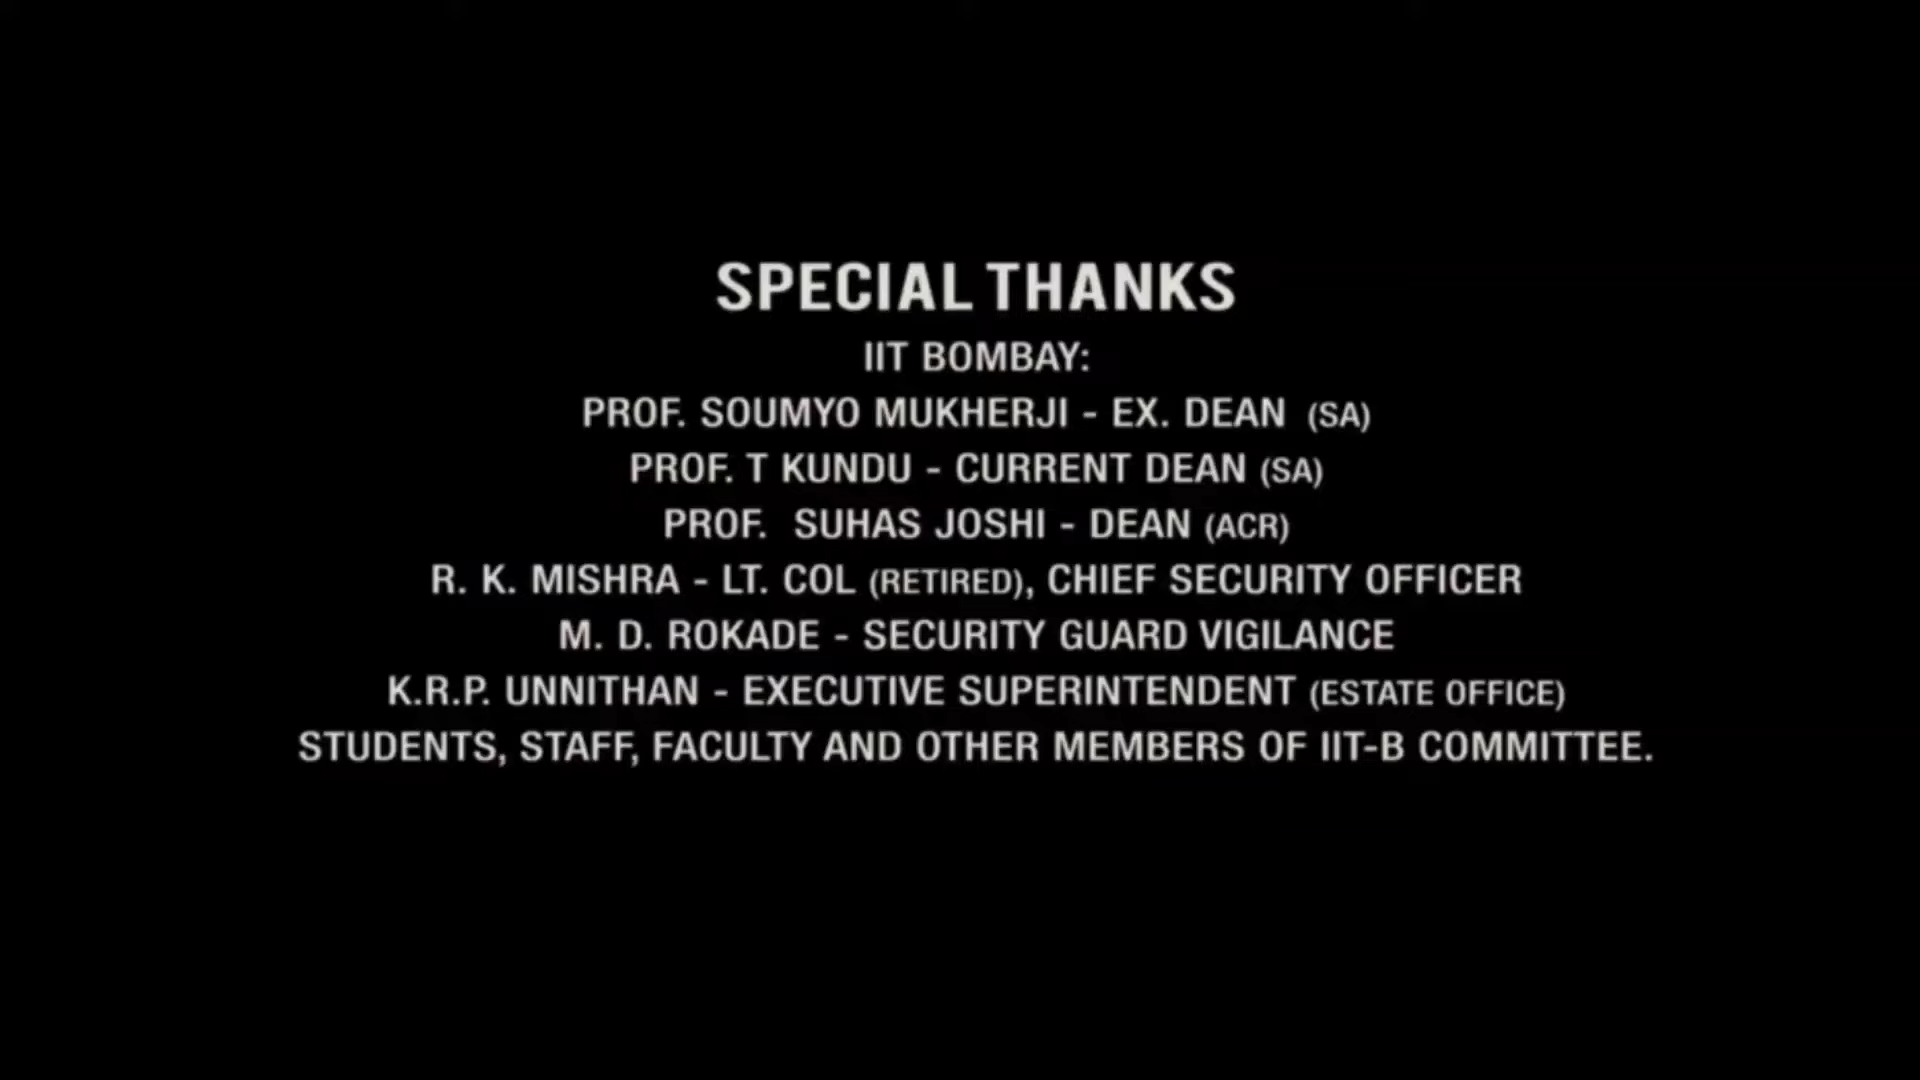 SPECIAL THANKS
IIT BOMBAY:
PROF. SOUMYO MUKHERJI - EX. DEAN (SA)
PROF. T KUNDU - CURRENT DEAN (SA)
PROF. SUHAS JOSHI - DEAN (ACR)
R. K. MISHRA - LT. COL (RETIRED), CHIEF SECURITY OFFICER
M. D. ROKADE - SECURITY GUARD VIGILANCE
K.R.P. UNNITHAN - EXECUTIVE SUPERINTENDENT (ESTATE OFFICE)
STUDENTS, STAFF, FACULTY AND OTHER MEMBERS OF IIT-B COMMITTEE.